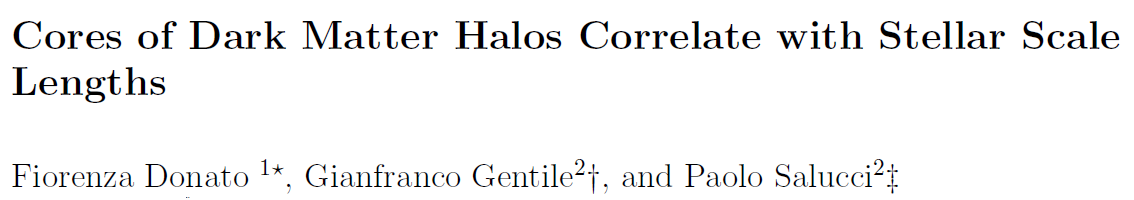 Cores of Dark Matter Halos Correlate with Stellar Scale
Lengths
Fiorenza Donato ¹⋆, Gianfranco Gentile²†, and Paolo Salucci²‡